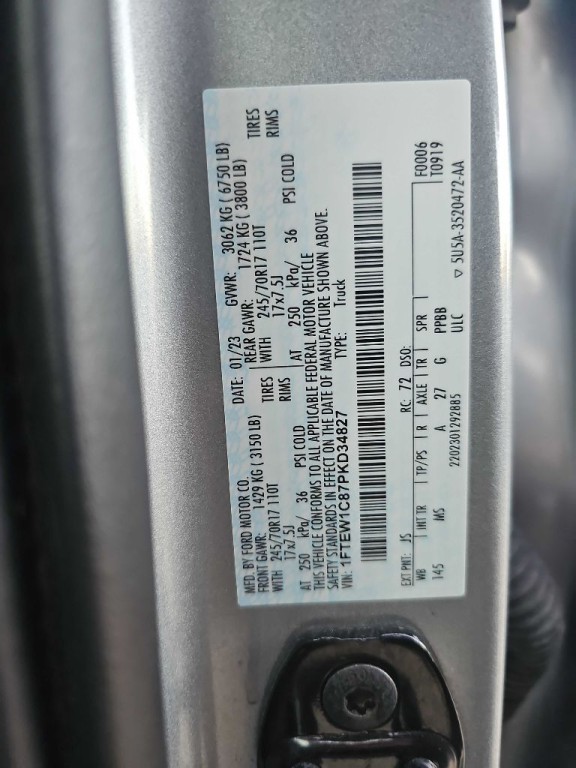 MFD. BY FORD MOTOR CO. DATE: 01/23 GVWR: 3062 KG ( 6750 LB)
FRONT GAWR: 1429 KG ( 3150 LB) REAR GAWR: 1724 KG ( 3800 LB)
WITH 245/70R17 110T TIRES WITH 245/70R17 110T TIRES
17x7.5J RIMS 17x7.5J RIMS
AT 250 kPa/ 36 PSI COLD AT 250 kPa/ 36 PSI COLD
THIS VEHICLE CONFORMS TO ALL APPLICABLE FEDERAL MOTOR VEHICLE
SAFETY STANDARDS IN EFFECT ON THE DATE OF MANUFACTURE SHOWN ABOVE.
VIN: 1FTEW1C87PKD34827 TYPE: Truck
F0006
T0919
EXT PNT: JS RC: 72 DSO:
WB INT TR TP/PS R AXLE TR SPR
145 MS A 27 G PPBB
2202301292885 ULC ▽ 5U5A-3520472-AA